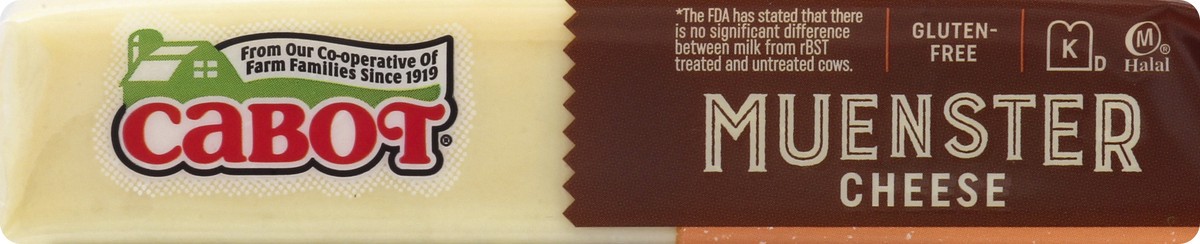 From Our Co-operative Of
Farm Families Since 1919
CABOT®
*The FDA has stated that there
is no significant difference
between milk from rBST
treated and untreated cows.
GLUTEN-
FREE
K D
M ®
Halal
MUENSTER
CHEESE